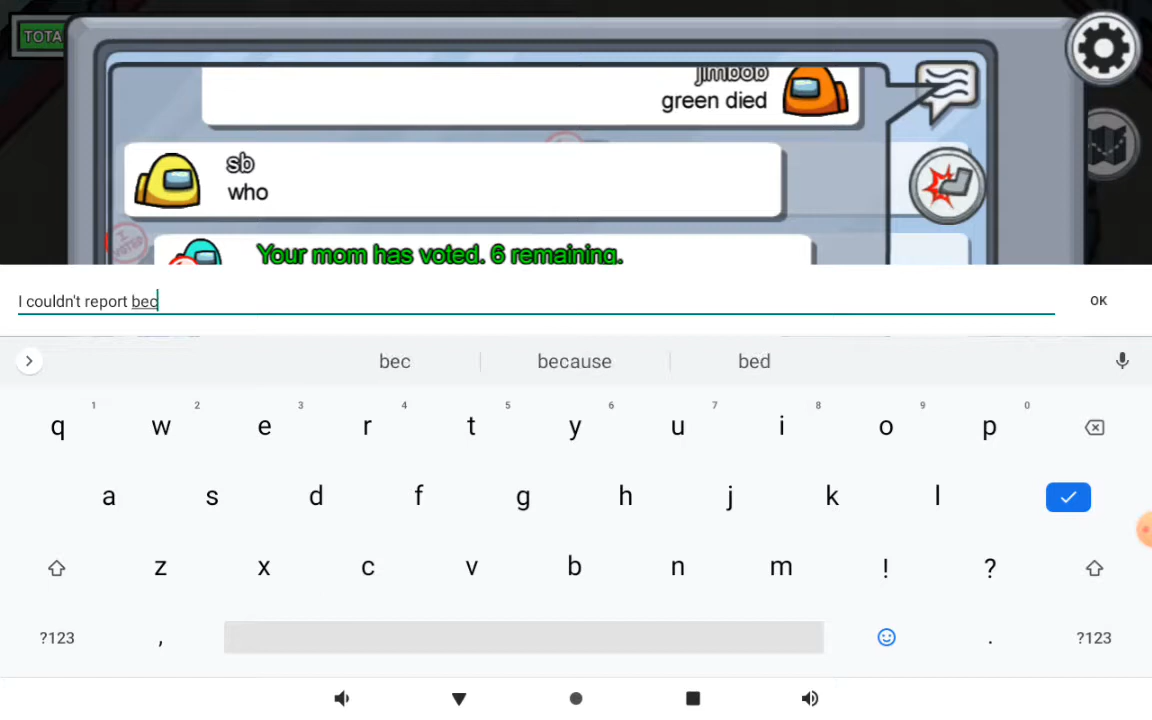 TOTA
jimbob
green died
sb
who
I VOTED
Your mom has voted. 6 remaining.
I couldn't report bec
OK
bec because bed
1 2 3 4 5 6 7 8 9 0
q w e r t y u i o p
a s d f g h j k l
z x c v b n m ! ?
?123 , . ?123